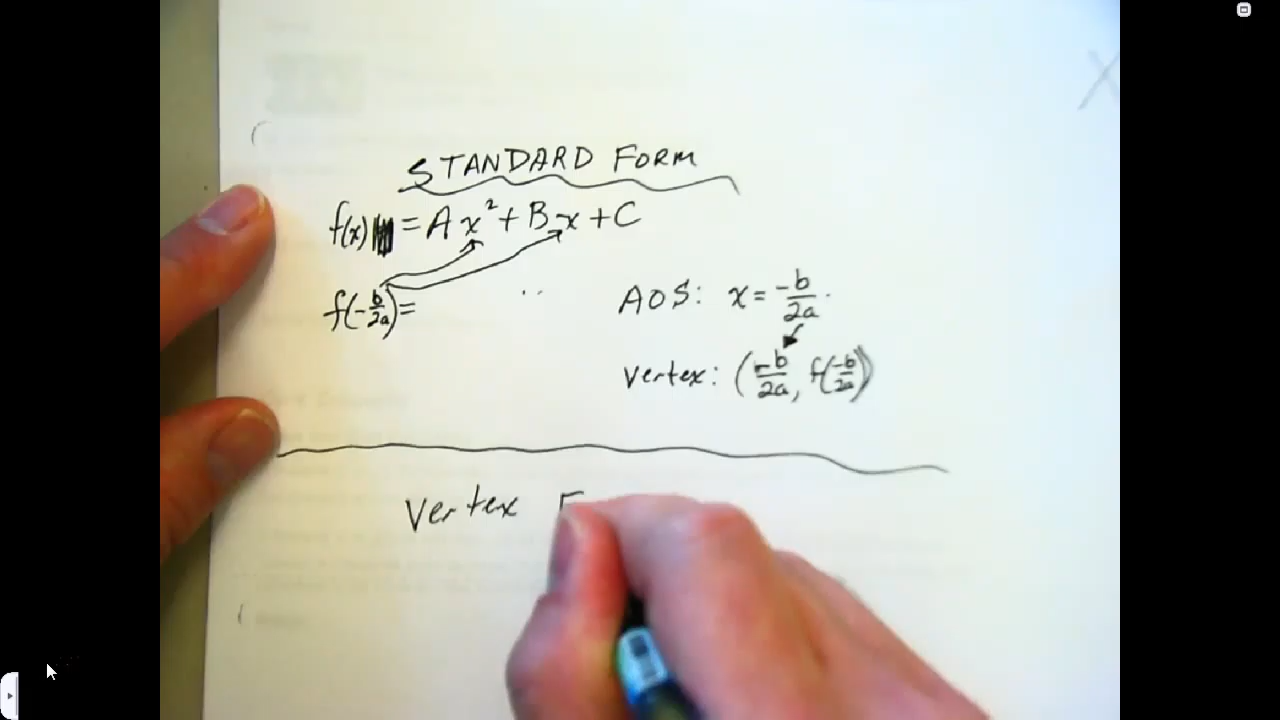 STANDARD FORM
f(x) = Ax² + Bx + C
f(-b/2a) =
AOS: x = -b/2a
vertex: (-b/2a, f(-b/2a))
Vertex F